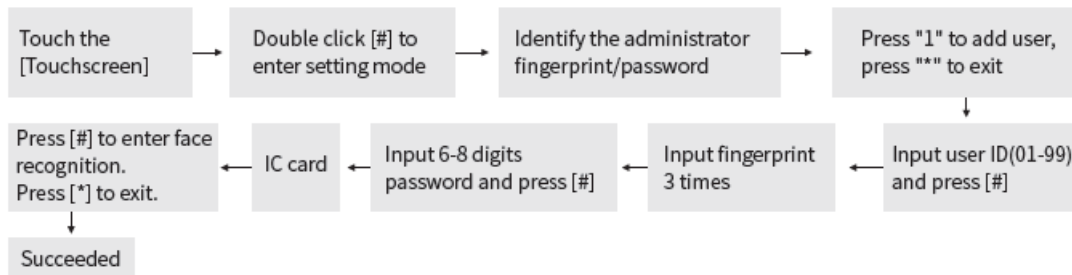 Touch the
[Touchscreen]
Double click [#] to
enter setting mode
Identify the administrator
fingerprint/password
Press "1" to add user,
press "*" to exit
Input user ID(01-99)
and press [#]
Input fingerprint
3 times
Input 6-8 digits
password and press [#]
IC card
Press [#] to enter face
recognition.
Press [*] to exit.
Succeeded